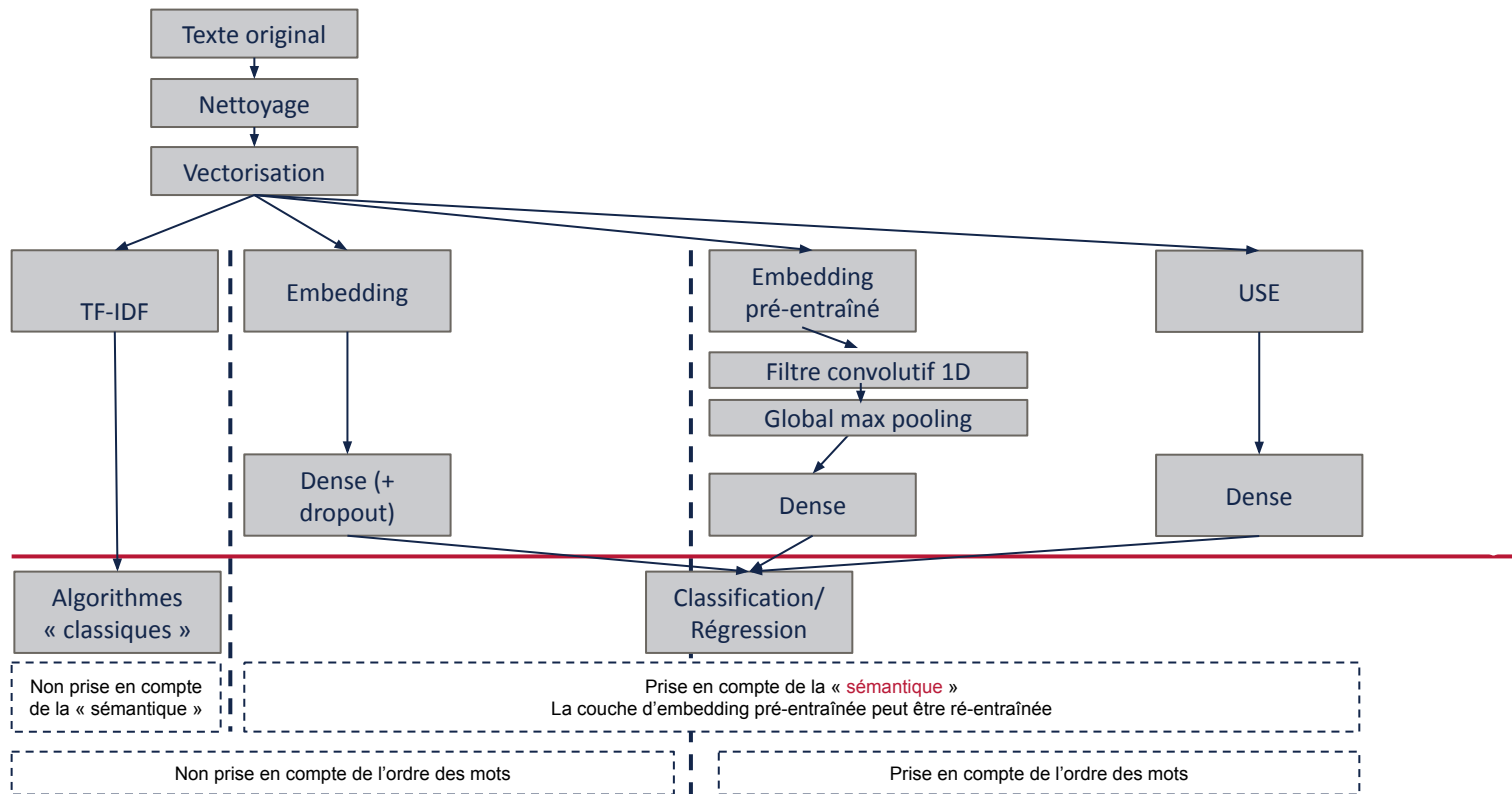 Texte original
Nettoyage
Vectorisation
TF-IDF
Embedding
Embedding
pré-entraîné
USE
Filtre convolutif 1D
Global max pooling
Dense (+
dropout)
Dense
Dense
Algorithmes
« classiques »
Classification/
Régression
Non prise en compte
de la « sémantique »
Prise en compte de la « sémantique »
La couche d’embedding pré-entraînée peut être ré-entraînée
Non prise en compte de l’ordre des mots
Prise en compte de l’ordre des mots